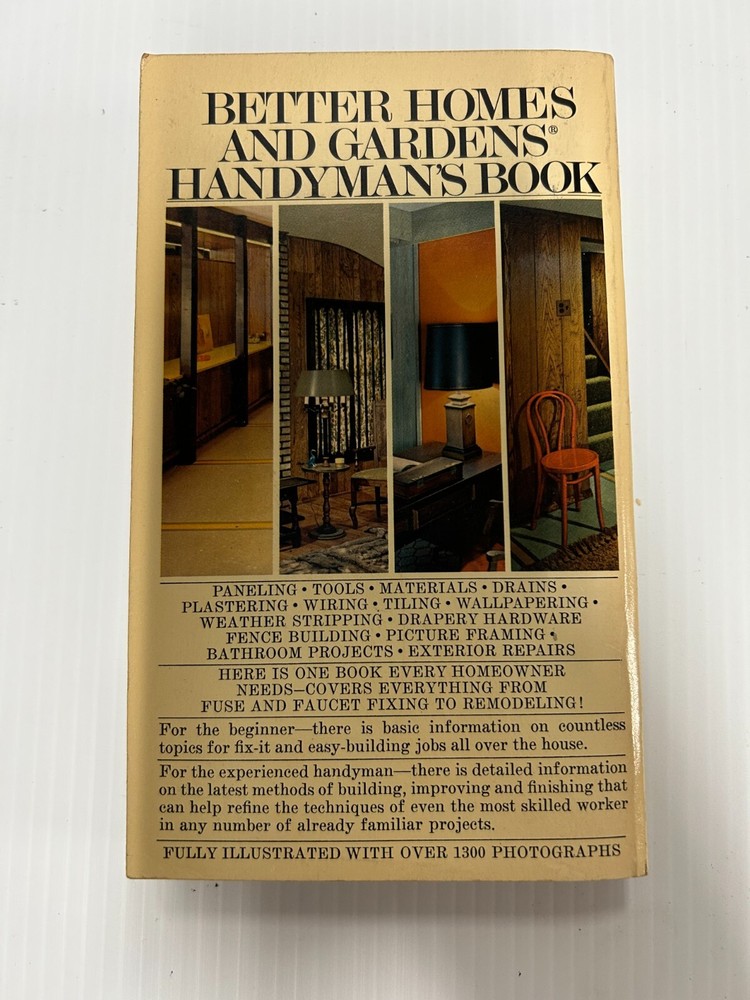 BETTER HOMES
AND GARDENS®
HANDYMAN'S BOOK
PANELING • TOOLS • MATERIALS • DRAINS •
PLASTERING • WIRING • TILING • WALLPAPERING •
WEATHER STRIPPING • DRAPERY HARDWARE
FENCE BUILDING • PICTURE FRAMING •
BATHROOM PROJECTS • EXTERIOR REPAIRS
HERE IS ONE BOOK EVERY HOMEOWNER
NEEDS—COVERS EVERYTHING FROM
FUSE AND FAUCET FIXING TO REMODELING!
For the beginner—there is basic information on countless
topics for fix-it and easy-building jobs all over the house.
For the experienced handyman—there is detailed information
on the latest methods of building, improving and finishing that
can help refine the techniques of even the most skilled worker
in any number of already familiar projects.
FULLY ILLUSTRATED WITH OVER 1300 PHOTOGRAPHS